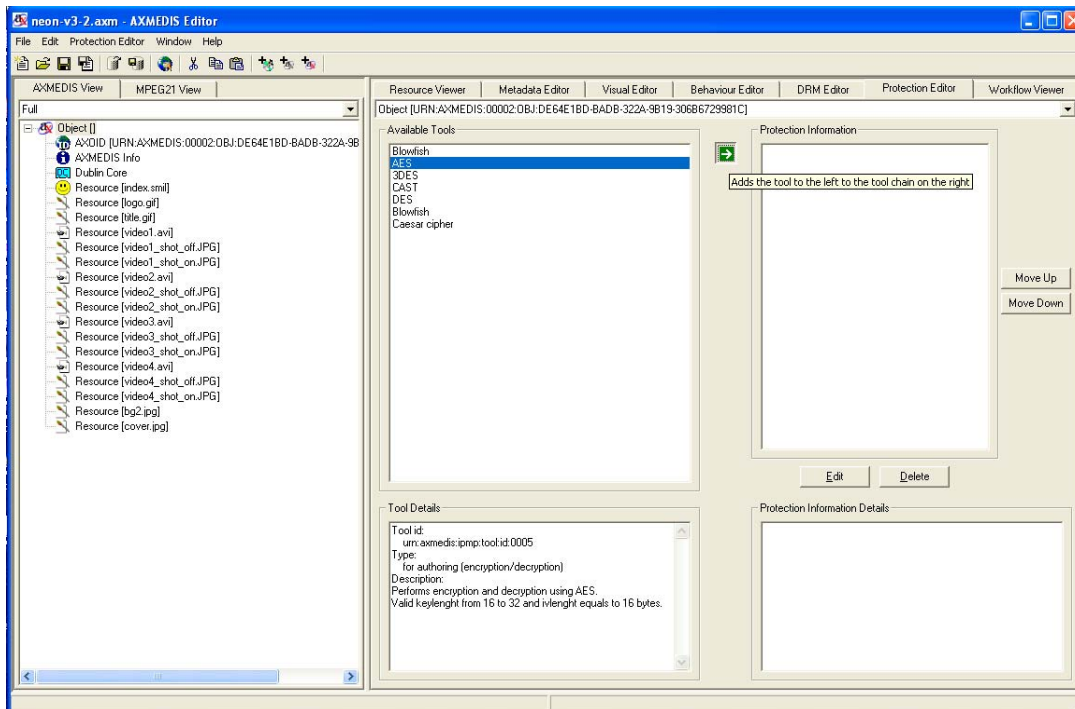 neon-v3-2.axm - AXMEDIS Editor
File Edit Protection Editor Window Help
AXMEDIS View MPEG21 View
Full
Object []
AXOID [URN:AXMEDIS:00002:OBJ:DE64E1BD-BADB-322A-9B
AXMEDIS Info
Dublin Core
Resource [index.smil]
Resource [logo.gif]
Resource [title.gif]
Resource [video1.avi]
Resource [video1_shot_off.JPG]
Resource [video1_shot_on.JPG]
Resource [video2.avi]
Resource [video2_shot_off.JPG]
Resource [video2_shot_on.JPG]
Resource [video3.avi]
Resource [video3_shot_off.JPG]
Resource [video3_shot_on.JPG]
Resource [video4.avi]
Resource [video4_shot_off.JPG]
Resource [video4_shot_on.JPG]
Resource [bg2.jpg]
Resource [cover.jpg]
Resource Viewer Metadata Editor Visual Editor Behaviour Editor DRM Editor Protection Editor Workflow Viewer
Object [URN:AXMEDIS:00002:OBJ:DE64E1BD-BADB-322A-9B19-306B6729981C]
Available Tools
Blowfish
AES
3DES
CAST
DES
Blowfish
Caesar cipher
Adds the tool to the left to the tool chain on the right
Protection Information
Move Up
Move Down
Edit Delete
Tool Details
Tool id:
urn:axmedis:ipmp:tool:id:0005
Type:
for authoring (encryption/decryption)
Description:
Performs encryption and decryption using AES.
Valid keylenght from 16 to 32 and ivlenght equals to 16 bytes.
Protection Information Details